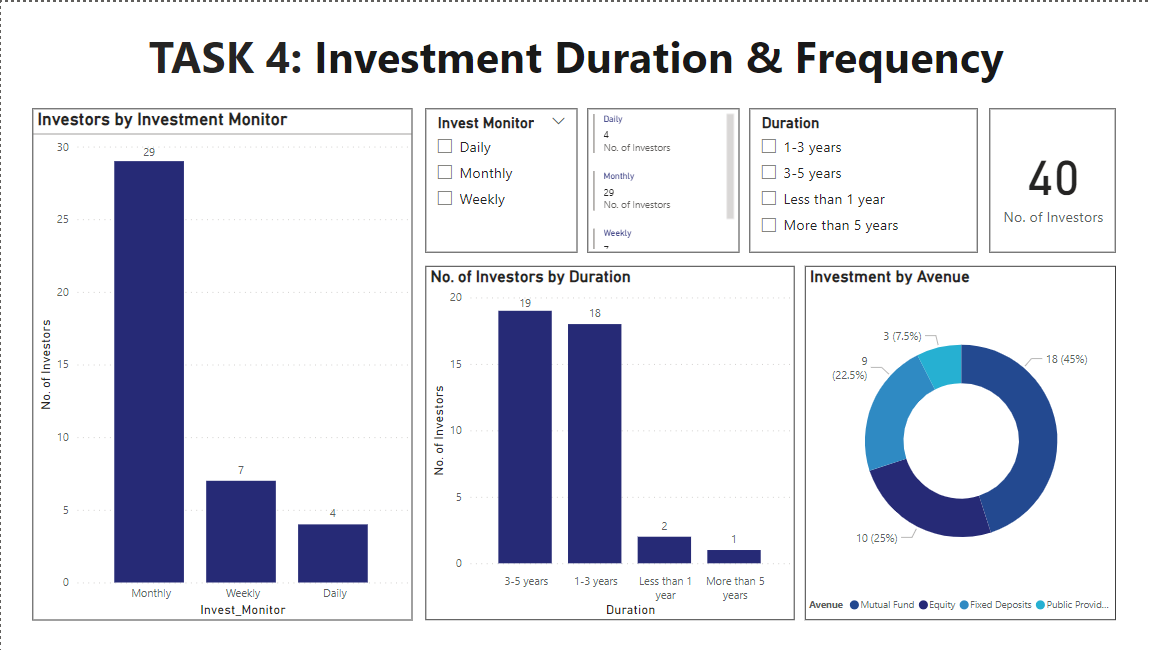 TASK 4: Investment Duration & Frequency
Investors by Investment Monitor
30
29
25
20
15
10
7
5
4
0
No. of Investors
Monthly
Weekly
Daily
Invest_Monitor
Invest Monitor
Daily
Monthly
Weekly
Daily
4
No. of Investors
Monthly
29
No. of Investors
Weekly
Duration
1-3 years
3-5 years
Less than 1 year
More than 5 years
40
No. of Investors
No. of Investors by Duration
20
19
18
15
10
5
2
1
0
No. of Investors
3-5 years
1-3 years
Less than 1
year
More than 5
years
Duration
Investment by Avenue
3 (7.5%)
18 (45%)
9
(22.5%)
10 (25%)
Avenue Mutual Fund Equity Fixed Deposits Public Provid...